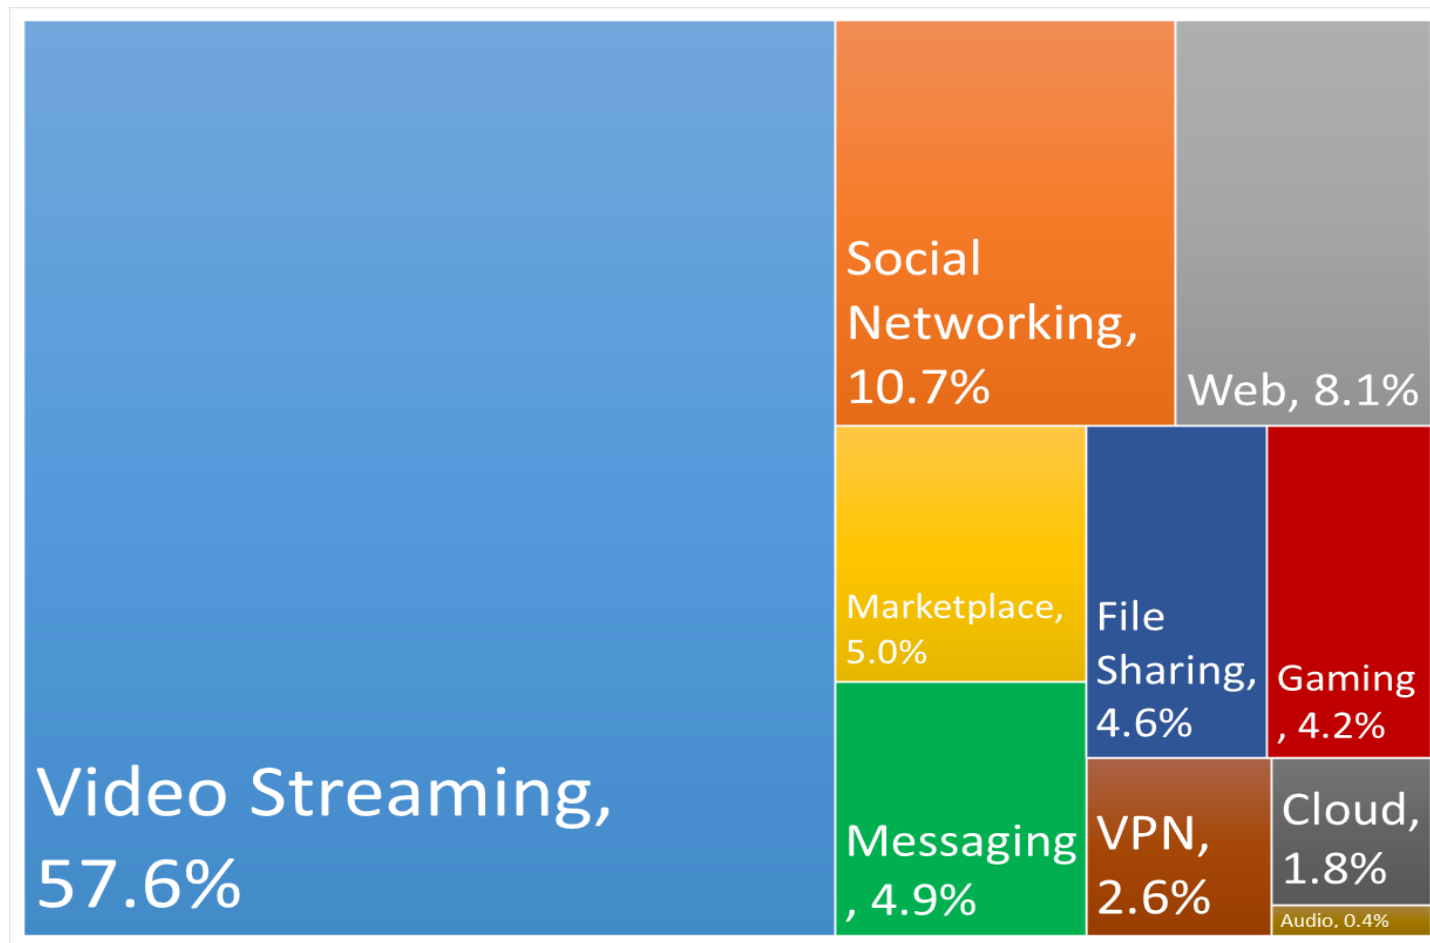 Video Streaming,
57.6%
Social
Networking,
10.7%
Web, 8.1%
Marketplace,
5.0%
Messaging
, 4.9%
File
Sharing,
4.6%
Gaming
, 4.2%
VPN,
2.6%
Cloud,
1.8%
Audio, 0.4%